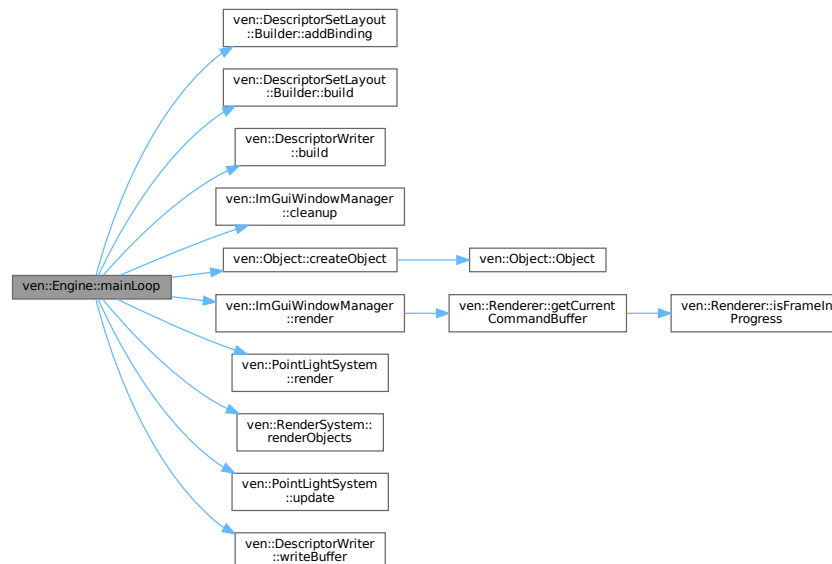 ven::DescriptorSetLayout
::Builder::addBinding
ven::DescriptorSetLayout
::Builder::build
ven::DescriptorWriter
::build
ven::ImGuiWindowManager
::cleanup
ven::Engine::mainLoop
ven::Object::createObject
ven::Object::Object
ven::ImGuiWindowManager
::render
ven::Renderer::getCurrent
CommandBuffer
ven::Renderer::isFrameIn
Progress
ven::PointLightSystem
::render
ven::RenderSystem::
renderObjects
ven::PointLightSystem
::update
ven::DescriptorWriter
::writeBuffer